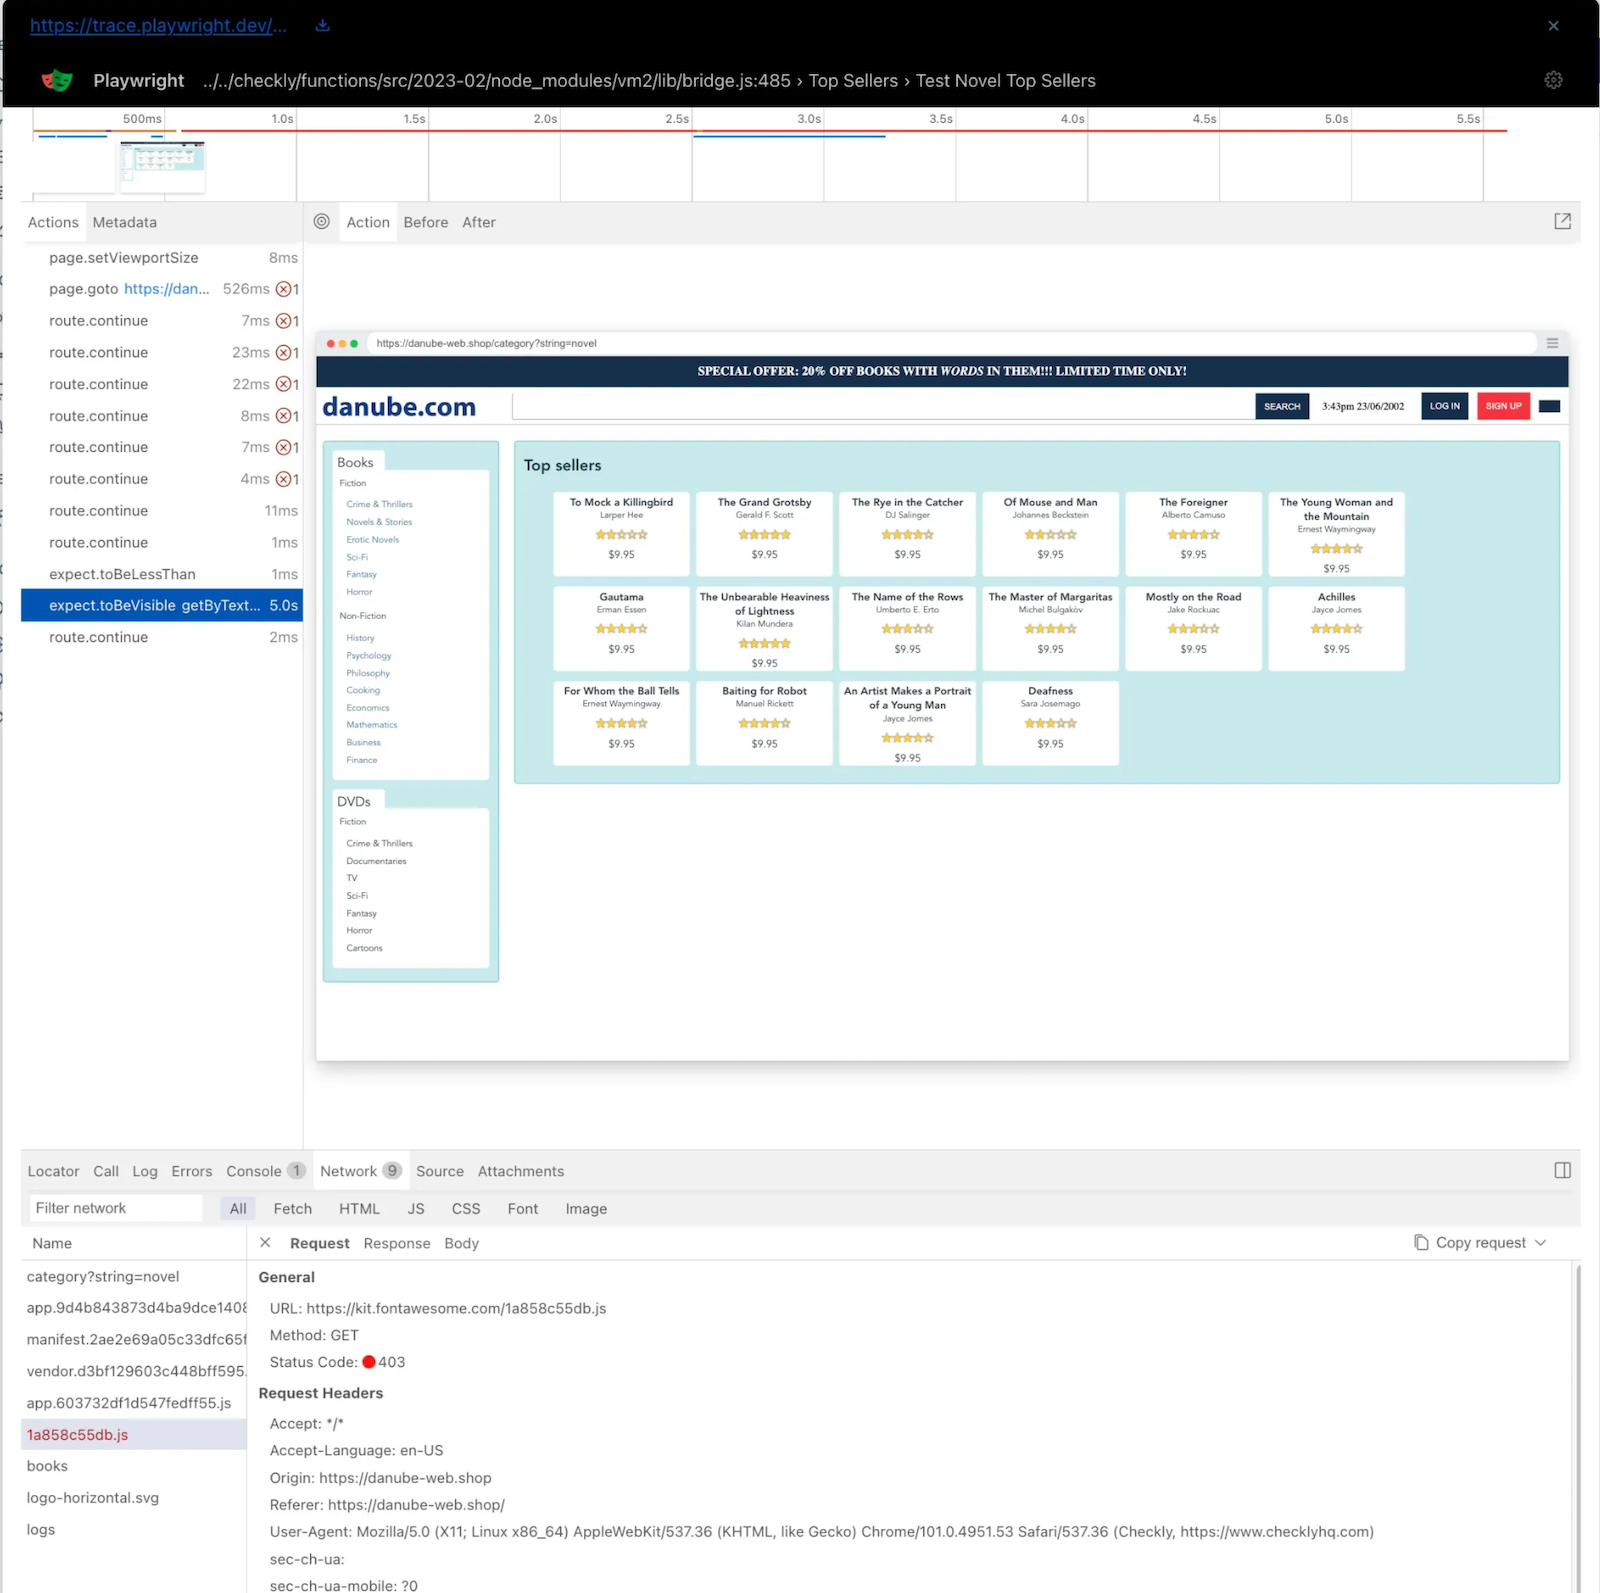 https://trace.playwright.dev/...
Playwright ../../checkly/functions/src/2023-02/node_modules/vm2/lib/bridge.js:485 › Top Sellers › Test Novel Top Sellers
500ms 1.0s 1.5s 2.0s 2.5s 3.0s 3.5s 4.0s 4.5s 5.0s 5.5s
Actions Metadata
Action Before After
page.setViewportSize 8ms
page.goto https://dan... 526ms 1
route.continue 7ms 1
route.continue 23ms 1
route.continue 22ms 1
route.continue 8ms 1
route.continue 7ms 1
route.continue 4ms 1
route.continue 11ms
route.continue 1ms
expect.toBeLessThan 1ms
expect.toBeVisible getByText... 5.0s
route.continue 2ms
https://danube-web.shop/category?string=novel
SPECIAL OFFER: 20% OFF BOOKS WITH WORDS IN THEM!!! LIMITED TIME ONLY!
danube.com SEARCH 3:43pm 23/06/2002 LOG IN SIGN UP
Books
Fiction
Crime & Thrillers
Novels & Stories
Erotic Novels
Sci-Fi
Fantasy
Horror
Non-Fiction
History
Psychology
Philosophy
Cooking
Economics
Mathematics
Business
Finance
DVDs
Fiction
Crime & Thrillers
Documentaries
TV
Sci-Fi
Fantasy
Horror
Cartoons
Top sellers
To Mock a Killingbird
Larper Hee
$9.95
The Grand Grotsby
Gerald F. Scott
$9.95
The Rye in the Catcher
DJ Salinger
$9.95
Of Mouse and Man
Johannes Beckstein
$9.95
The Foreigner
Alberto Camuso
$9.95
The Young Woman and
the Mountain
Ernest Waymingway
$9.95
Gautama
Erman Essen
$9.95
The Unbearable Heaviness
of Lightness
Kilan Mundera
$9.95
The Name of the Rows
Umberto E. Erto
$9.95
The Master of Margaritas
Michel Bulgakòv
$9.95
Mostly on the Road
Jake Rockuac
$9.95
Achilles
Jayce Jomes
$9.95
For Whom the Ball Tells
Ernest Waymingway
$9.95
Baiting for Robot
Manuel Rickett
$9.95
An Artist Makes a Portrait
of a Young Man
Jayce Jomes
$9.95
Deafness
Sara Josemago
$9.95
Locator Call Log Errors Console 1 Network 9 Source Attachments
Filter network All Fetch HTML JS CSS Font Image
Name
category?string=novel
app.9d4b843873d4ba9dce1408
manifest.2ae2e69a05c33dfc65f
vendor.d3bf129603c448bff595.
app.603732df1d547fedff55.js
1a858c55db.js
books
logo-horizontal.svg
logs
Request Response Body Copy request
General
URL: https://kit.fontawesome.com/1a858c55db.js
Method: GET
Status Code: 403
Request Headers
Accept: */*
Accept-Language: en-US
Origin: https://danube-web.shop
Referer: https://danube-web.shop/
User-Agent: Mozilla/5.0 (X11; Linux x86_64) AppleWebKit/537.36 (KHTML, like Gecko) Chrome/101.0.4951.53 Safari/537.36 (Checkly, https://www.checklyhq.com)
sec-ch-ua:
sec-ch-ua-mobile: ?0